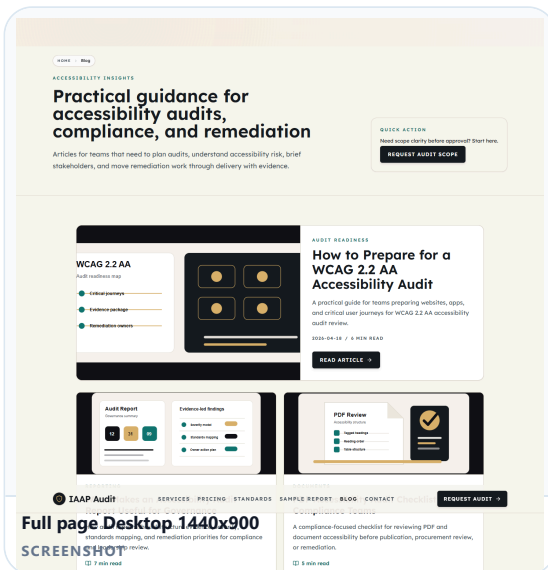 HOME Blog
ACCESSIBILITY INSIGHTS
Practical guidance for
accessibility audits,
compliance, and remediation
Articles for teams that need to plan audits, understand accessibility risk, brief
stakeholders, and move remediation work through delivery with evidence.
QUICK ACTION
Need scope clarity before approval? Start here.
REQUEST AUDIT SCOPE
WCAG 2.2 AA
Audit readiness map
Critical journeys
Evidence package
Remediation owners
AUDIT READINESS
How to Prepare for a
WCAG 2.2 AA
Accessibility Audit
A practical guide for teams preparing websites, apps,
and critical user journeys for WCAG 2.2 AA accessibility
audit review.
2026-04-18 / 6 MIN READ
READ ARTICLE →
Audit Report
Governance summary
12
Evidence-led findings
Severity model
Standards mapping
Owner action plan
PDF Review
Accessibility structure
Tagged headings
Reading order
Table structure
IAAP Audit
SERVICES PRICING STANDARDS SAMPLE REPORT BLOG CONTACT
REQUEST AUDIT →
Report Useful for Governance
Compliance Teams
Full page Desktop 1440x900
SCREENSHOT
standards mapping, and remediation priorities for compliance
review.
7 min read
A compliance-focused checklist for reviewing PDF and
document accessibility before publication, procurement review,
or remediation.
5 min read